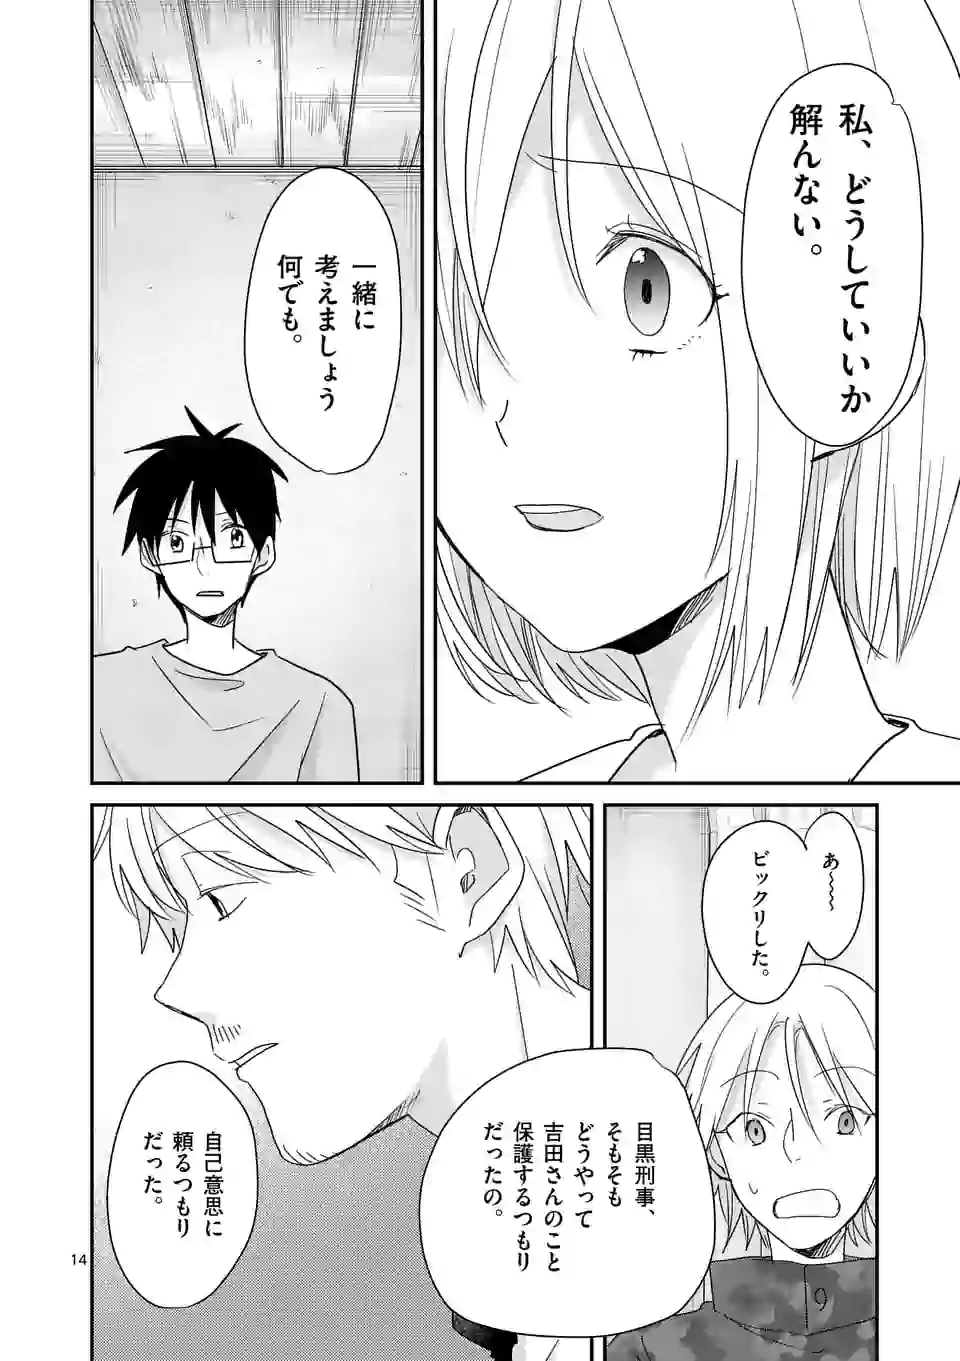 私、どうしていいか
解んない。
一緒に
考えましょう
何でも。
あ〜〜〜
ビックリした。
目黒刑事、
そもそも
どうやって
吉田さんのこと
保護するつもり
だったの。
自己意思に
頼るつもり
だった。
14
9